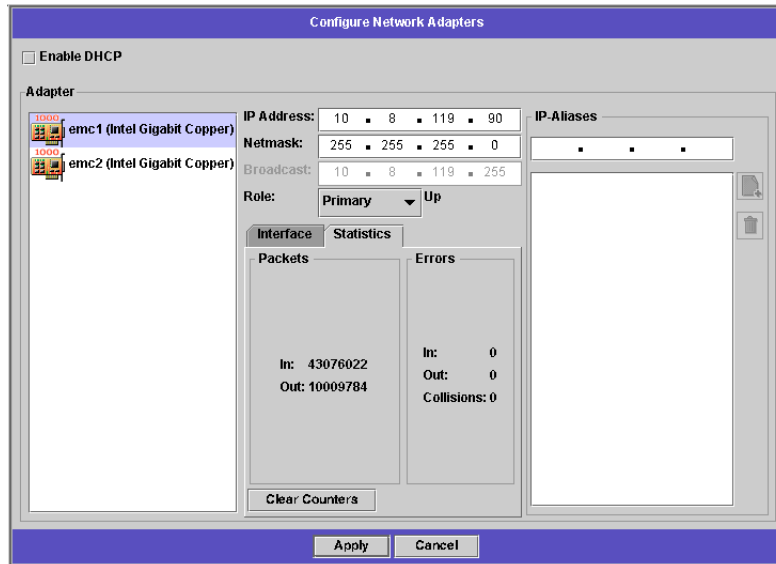 Configure Network Adapters
Enable DHCP
Adapter
1000 emc1 (Intel Gigabit Copper)
1000 emc2 (Intel Gigabit Copper)
IP Address: 10 . 8 . 119 . 90
Netmask: 255 . 255 . 255 . 0
Broadcast: 10 . 8 . 119 . 255
Role: Primary Up
Interface Statistics
Packets
In: 43076022
Out: 10009784
Errors
In: 0
Out: 0
Collisions: 0
Clear Counters
IP-Aliases
. . .
Apply Cancel